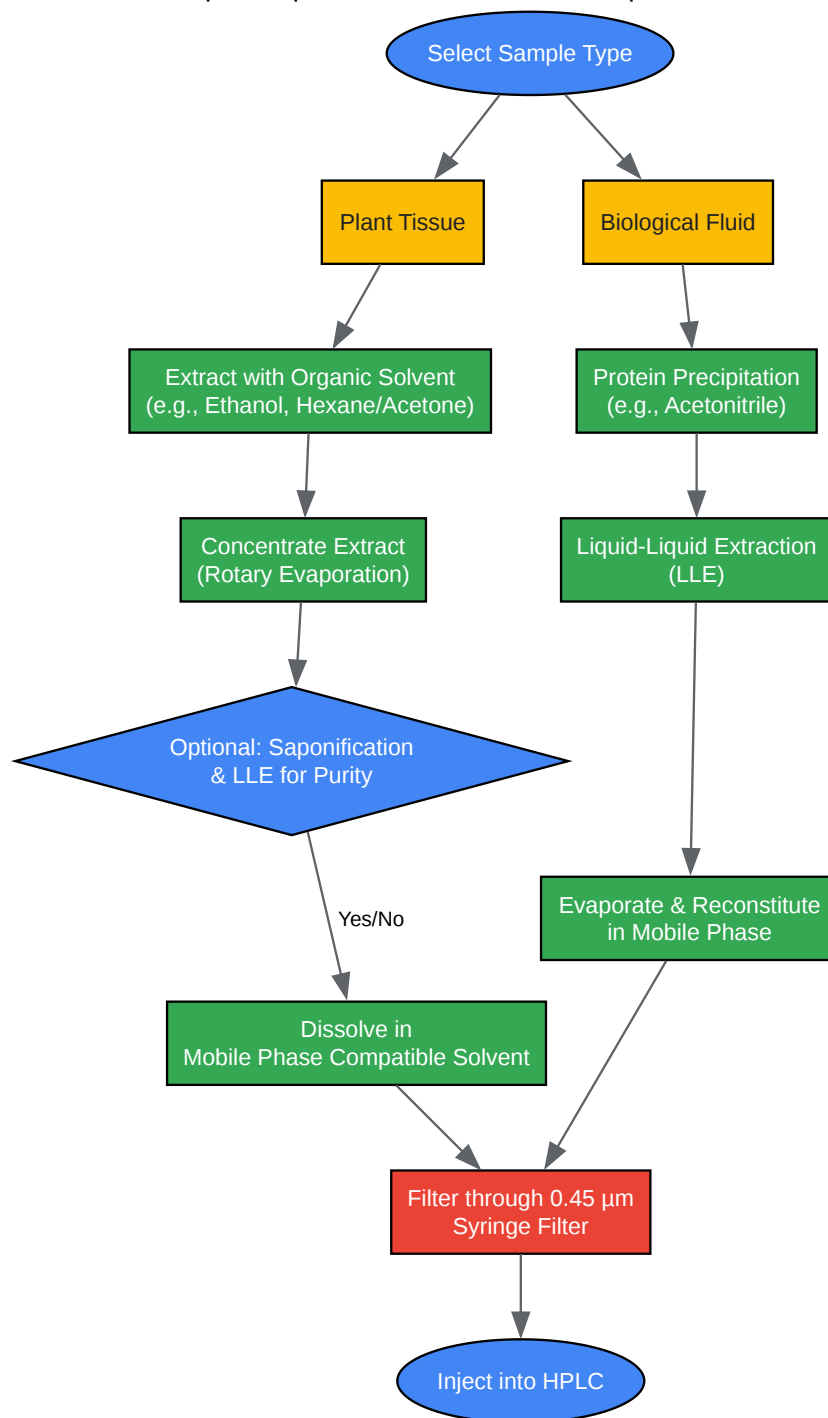 Select Sample Type
Plant Tissue
Biological Fluid
Extract with Organic Solvent
(e.g., Ethanol, Hexane/Acetone)
Protein Precipitation
(e.g., Acetonitrile)
Concentrate Extract
(Rotary Evaporation)
Liquid-Liquid Extraction
(LLE)
Optional: Saponification
& LLE for Purity
Yes/No
Evaporate & Reconstitute
in Mobile Phase
Dissolve in
Mobile Phase Compatible Solvent
Filter through 0.45 µm
Syringe Filter
Inject into HPLC